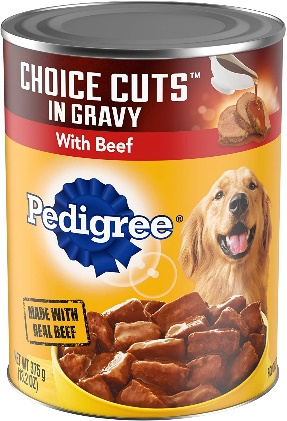 CHOICE CUTS™
IN GRAVY
With Beef
Pedigree®
MADE WITH
REAL BEEF
NET WT 375 g
(13.2 OZ)